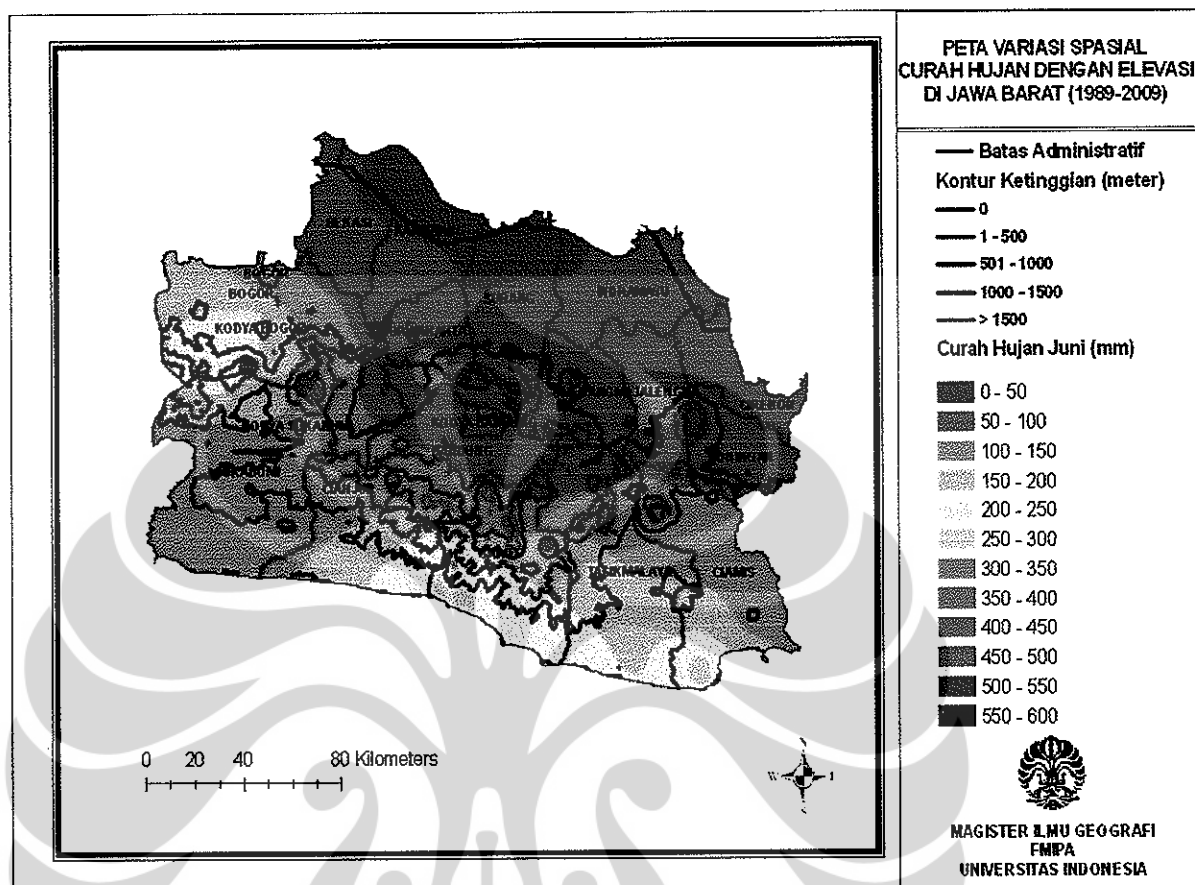 PETA VARIASI SPASIAL
CURAH HUJAN DENGAN ELEVASI
DI JAWA BARAT (1989-2009)
Batas Administratif
Kontur Ketinggian (meter)
0
1 - 500
501 - 1000
1000 - 1500
> 1500
Curah Hujan Juni (mm)
0 - 50
50 - 100
100 - 150
150 - 200
200 - 250
250 - 300
300 - 350
350 - 400
400 - 450
450 - 500
500 - 550
550 - 600
MAGISTER ILMU GEOGRAFI
FMIPA
UNIVERSITAS INDONESIA
BEKASI
BOGOR
KODYA BOGOR
CIAMIS
0 20 40 80 Kilometers
W